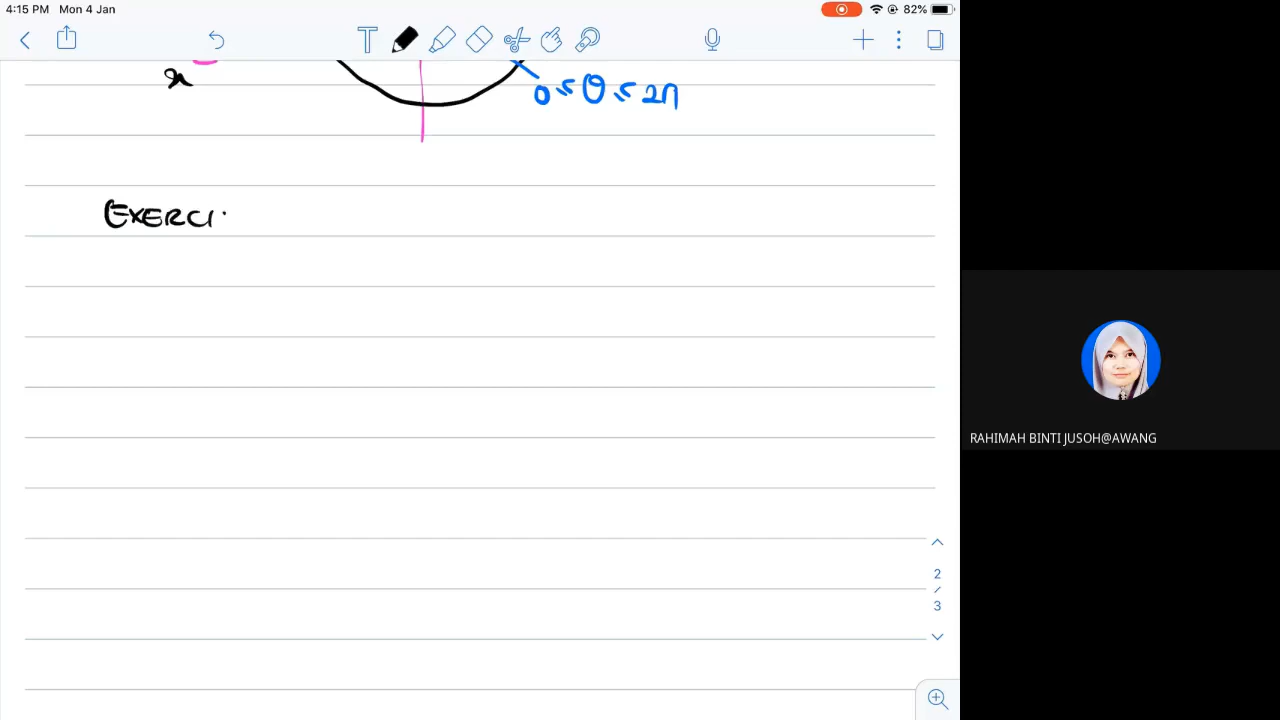 4:15 PM Mon 4 Jan
82%
T
x
0 ≤ θ ≤ 2π
EXERCI
2
/
3
RAHIMAH BINTI JUSOH@AWANG